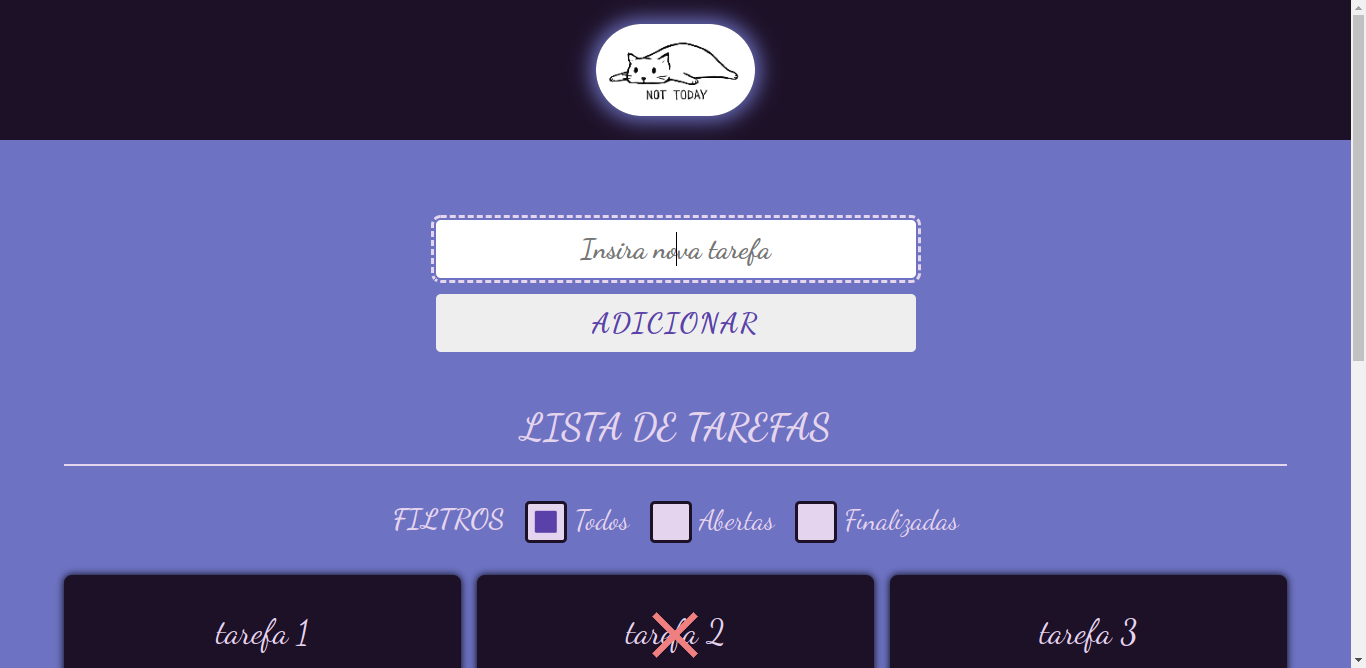 NOT TODAY
Insira nova tarefa
ADICIONAR
LISTA DE TAREFAS
FILTROS Todos Abertas Finalizadas
tarefa 1 tarefa 2 tarefa 3